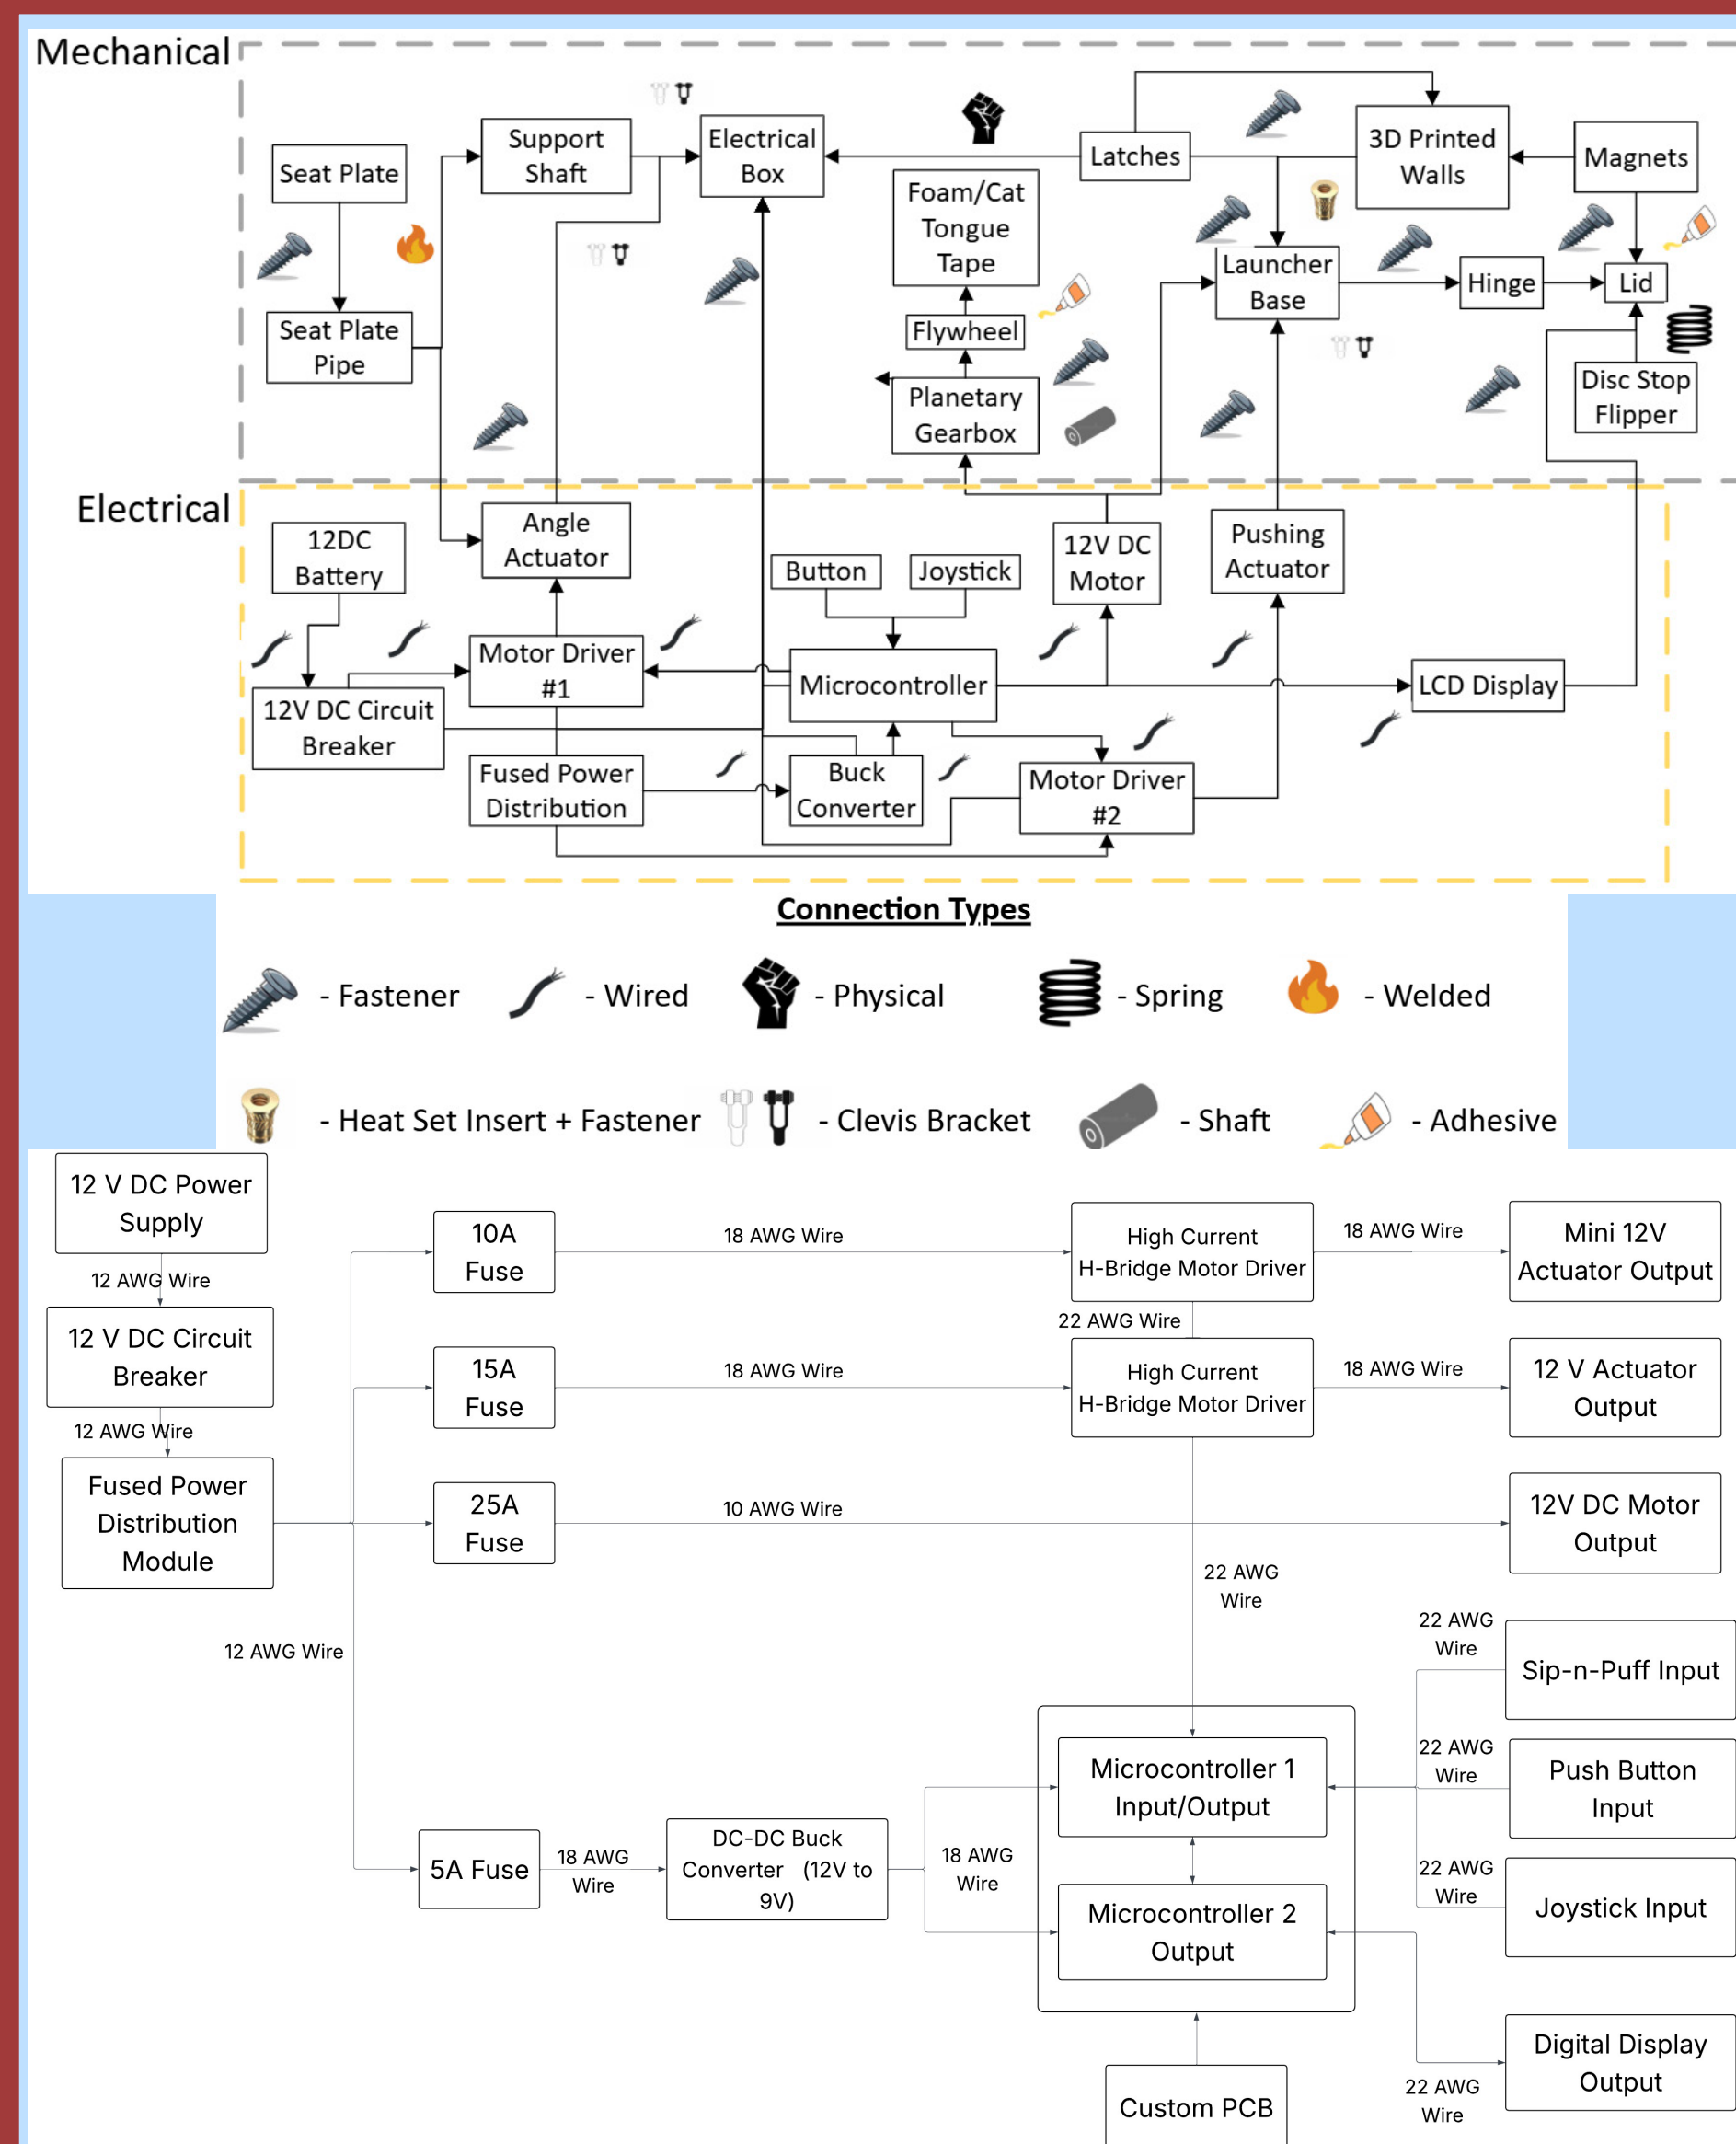 Mechanical
Seat Plate
Support
Shaft
Electrical
Box
Latches
3D Printed
Walls
Magnets
Foam/Cat
Tongue
Tape
Launcher
Base
Hinge
Lid
Seat Plate
Pipe
Flywheel
Planetary
Gearbox
Disc Stop
Flipper
Electrical
12DC
Battery
Angle
Actuator
Button
Joystick
12V DC
Motor
Pushing
Actuator
Motor Driver
#1
Microcontroller
LCD Display
12V DC Circuit
Breaker
Fused Power
Distribution
Buck
Converter
Motor Driver
#2
Connection Types
- Fastener
- Wired
- Physical
- Spring
- Welded
- Heat Set Insert + Fastener
- Clevis Bracket
- Shaft
- Adhesive
12 V DC Power
Supply
12 AWG Wire
12 V DC Circuit
Breaker
12 AWG Wire
Fused Power
Distribution
Module
10A
Fuse
18 AWG Wire
High Current
H-Bridge Motor Driver
18 AWG Wire
Mini 12V
Actuator Output
22 AWG Wire
15A
Fuse
18 AWG Wire
High Current
H-Bridge Motor Driver
18 AWG Wire
12 V Actuator
Output
25A
Fuse
10 AWG Wire
12V DC Motor
Output
22 AWG
Wire
12 AWG Wire
22 AWG
Wire
Sip-n-Puff Input
22 AWG
Wire
Push Button
Input
22 AWG
Wire
Joystick Input
5A Fuse
18 AWG
Wire
DC-DC Buck
Converter (12V to
9V)
18 AWG
Wire
Microcontroller 1
Input/Output
Microcontroller 2
Output
22 AWG
Wire
Digital Display
Output
Custom PCB